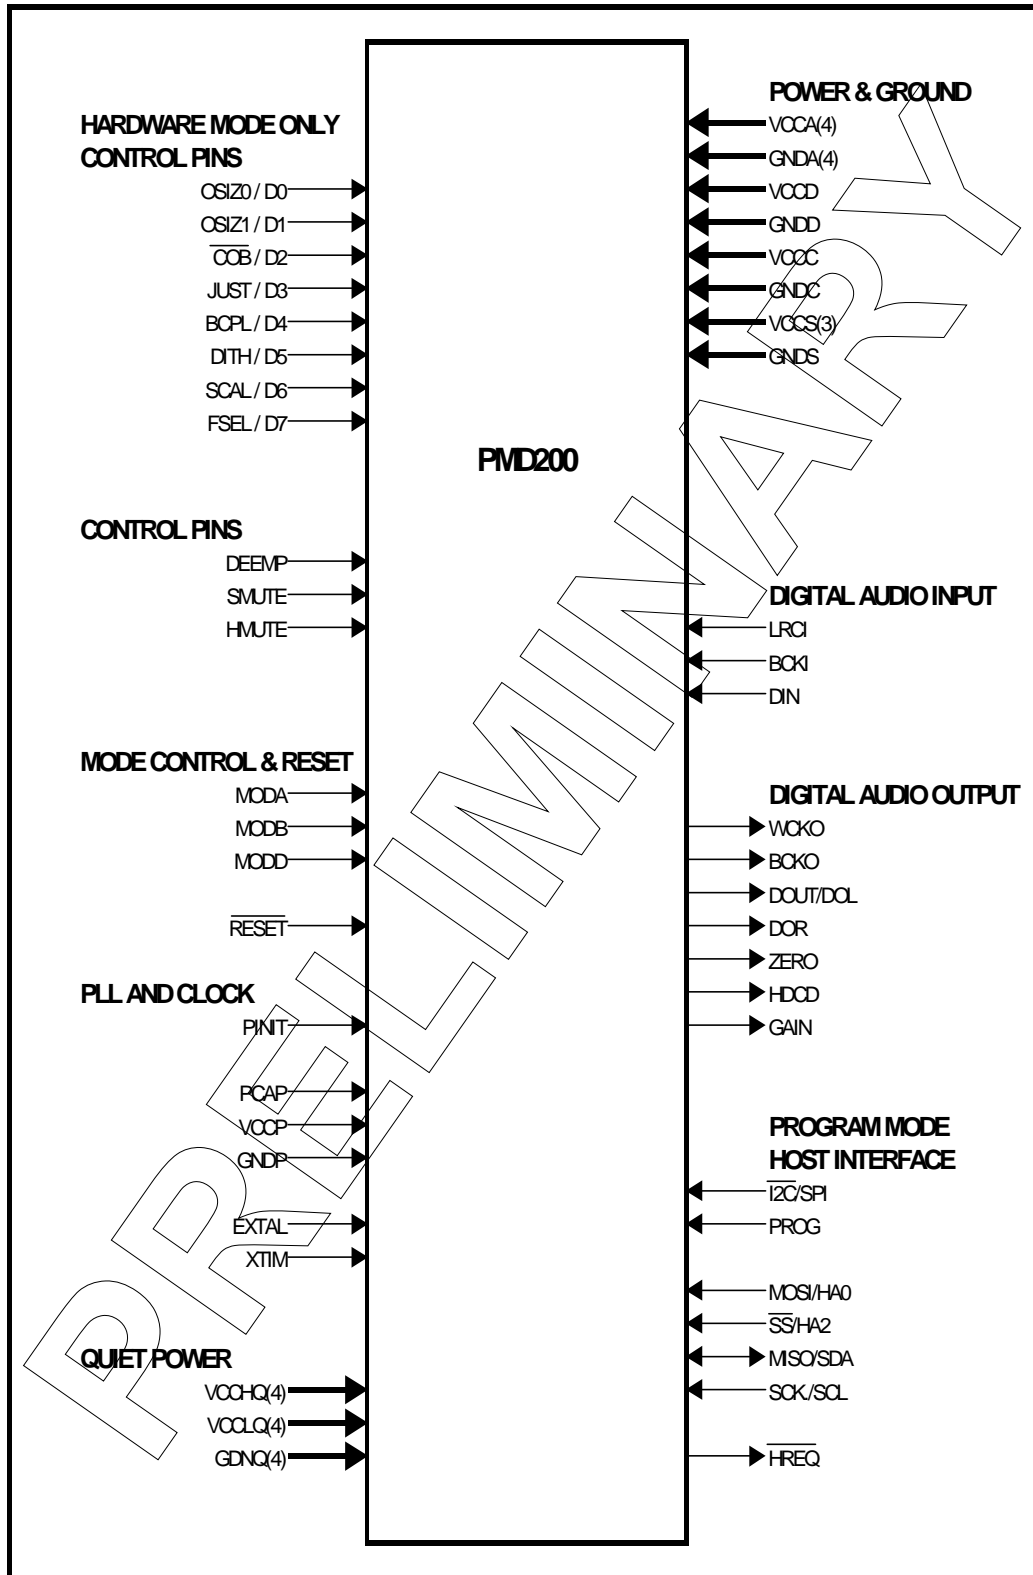 HARDWARE MODE ONLY
CONTROL PINS
OSIZ0 / D0
OSIZ1 / D1
COB / D2
JUST / D3
BCPL / D4
DITH / D5
SCAL / D6
FSEL / D7
CONTROL PINS
DEEMP
SMUTE
HMUTE
MODE CONTROL & RESET
MODA
MODB
MODD
RESET
PLL AND CLOCK
PINIT
PCAP
VCCP
GNDP
EXTAL
XTIM
QUIET POWER
VCCHQ(4)
VCCLQ(4)
GDNQ(4)
PMD200
POWER & GROUND
VCCA(4)
GNDA(4)
VCCD
GNDD
VCCC
GNDC
VCCS(3)
GNDS
DIGITAL AUDIO INPUT
LRCI
BCKI
DIN
DIGITAL AUDIO OUTPUT
WCKO
BCKO
DOUT/DOL
DOR
ZERO
HDCD
GAIN
PROGRAM MODE
HOST INTERFACE
I2C/SPI
PROG
MOSI/HA0
SS/HA2
MISO/SDA
SCK./SCL
HREQ
PRELIMINARY